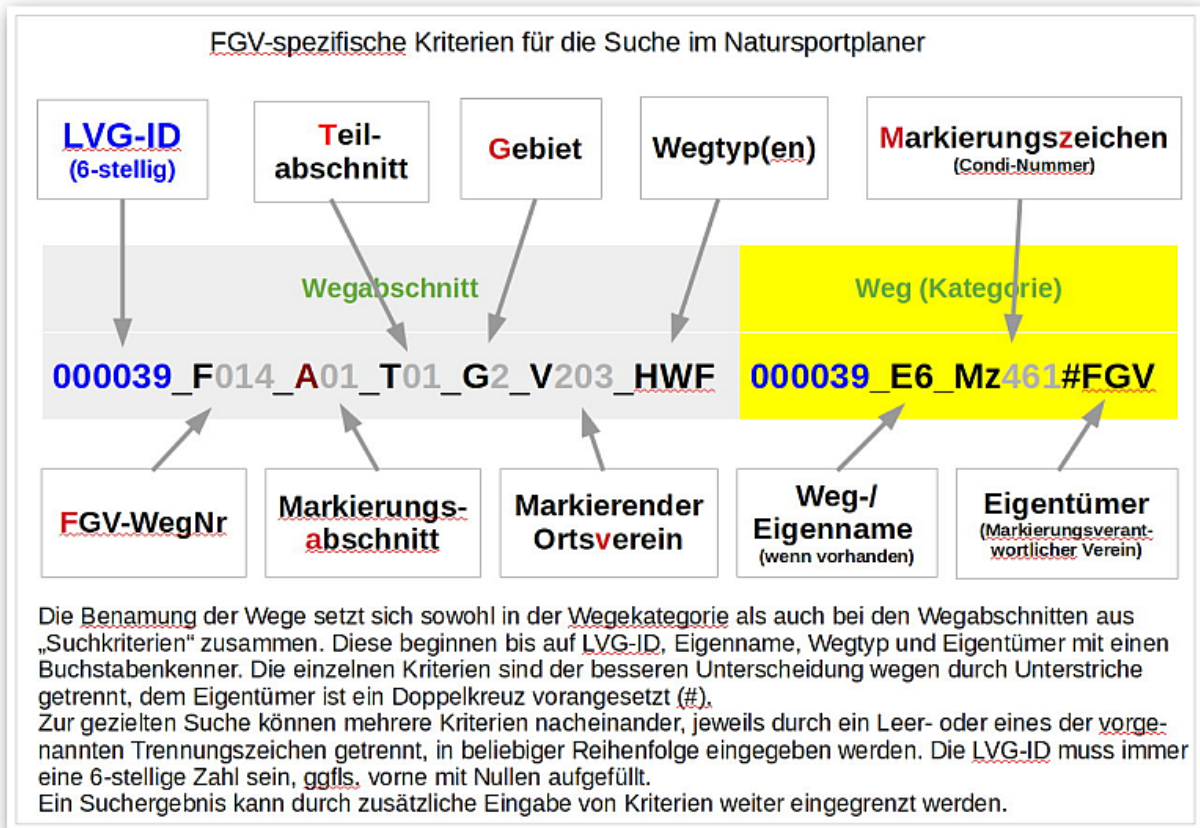 FGV-spezifische Kriterien für die Suche im Natursportplaner
LVG-ID
(6-stellig)
Teil-
abschnitt
Gebiet
Wegtyp(en)
Markierungszeichen
(Condi-Nummer)
Wegabschnitt
Weg (Kategorie)
000039_F014_A01_T01_G2_V203_HWF
000039_E6_Mz461#FGV
FGV-WegNr
Markierungs-
abschnitt
Markierender
Ortsverein
Weg-/
Eigenname
(wenn vorhanden)
Eigentümer
(Markierungsverant-
wortlicher Verein)
Die Benamung der Wege setzt sich sowohl in der Wegekategorie als auch bei den Wegabschnitten aus
„Suchkriterien“ zusammen. Diese beginnen bis auf LVG-ID, Eigenname, Wegtyp und Eigentümer mit einen
Buchstabenkenner. Die einzelnen Kriterien sind der besseren Unterscheidung wegen durch Unterstriche
getrennt, dem Eigentümer ist ein Doppelkreuz vorangesetzt (#).
Zur gezielten Suche können mehrere Kriterien nacheinander, jeweils durch ein Leer- oder eines der vorge-
nannten Trennungszeichen getrennt, in beliebiger Reihenfolge eingegeben werden. Die LVG-ID muss immer
eine 6-stellige Zahl sein, ggfls. vorne mit Nullen aufgefüllt.
Ein Suchergebnis kann durch zusätzliche Eingabe von Kriterien weiter eingegrenzt werden.